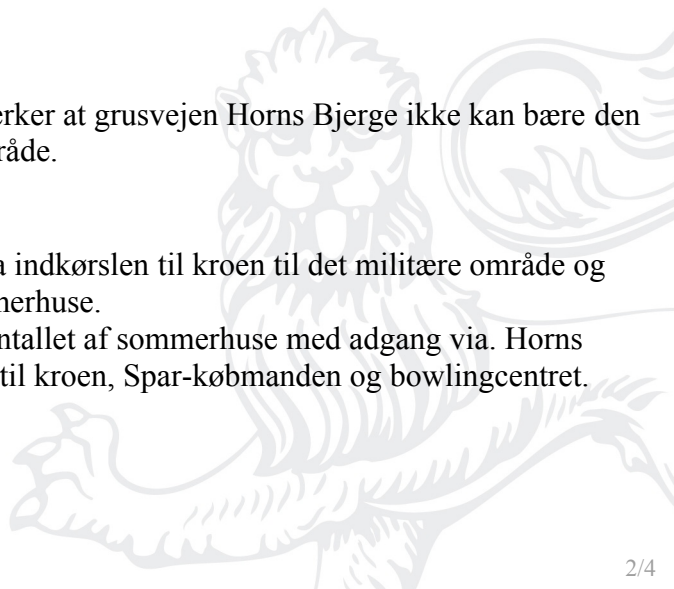 erker at grusvejen Horns Bjerge ikke kan bære den
råde.
a indkørslen til kroen til det militære område og
merhuse.
ntallet af sommerhuse med adgang via. Horns
til kroen, Spar-købmanden og bowlingcentret.
2/4